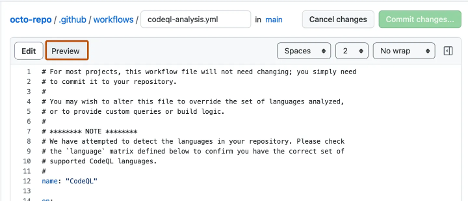 octo-repo / .github / workflows / codeql-analysis.yml in main Cancel changes Commit changes...
Edit Preview Spaces 2 No wrap
1 # For most projects, this workflow file will not need changing; you simply need
2 # to commit it to your repository.
3 #
4 # You may wish to alter this file to override the set of languages analyzed,
5 # or to provide custom queries or build logic.
6 #
7 # ******** NOTE ********
8 # We have attempted to detect the languages in your repository. Please check
9 # the `language` matrix defined below to confirm you have the correct set of
10 # supported CodeQL languages.
11 #
12 name: "CodeQL"
13
14 on: